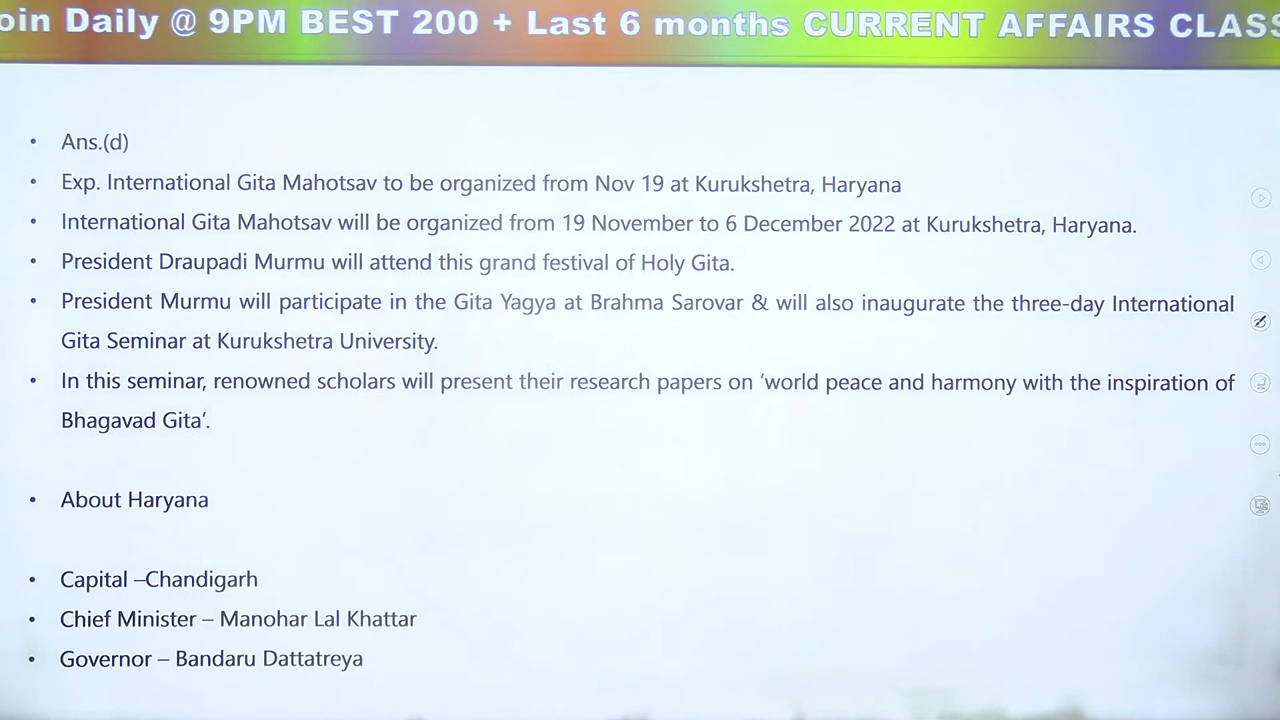 oin Daily @ 9PM BEST 200 + Last 6 months CURRENT AFFAIRS CLASS
• Ans.(d)
• Exp. International Gita Mahotsav to be organized from Nov 19 at Kurukshetra, Haryana
• International Gita Mahotsav will be organized from 19 November to 6 December 2022 at Kurukshetra, Haryana.
• President Draupadi Murmu will attend this grand festival of Holy Gita.
• President Murmu will participate in the Gita Yagya at Brahma Sarovar & will also inaugurate the three-day International
Gita Seminar at Kurukshetra University.
• In this seminar, renowned scholars will present their research papers on ‘world peace and harmony with the inspiration of
Bhagavad Gita’.
• About Haryana
• Capital –Chandigarh
• Chief Minister – Manohar Lal Khattar
• Governor – Bandaru Dattatreya